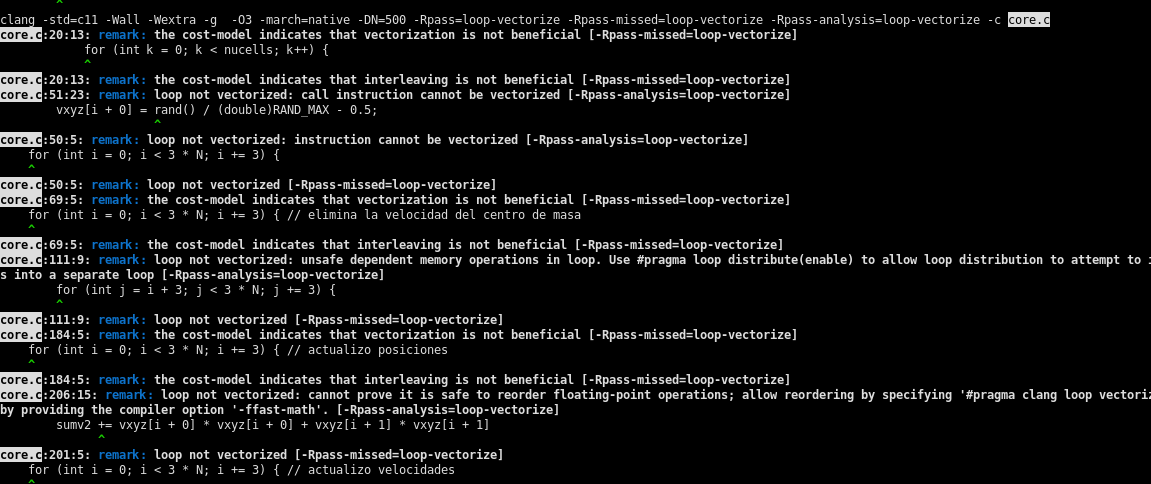 ^
clang -std=c11 -Wall -Wextra -g  -O3 -march=native -DN=500 -Rpass=loop-vectorize -Rpass-missed=loop-vectorize -Rpass-analysis=loop-vectorize -c core.c
core.c:20:13: remark: the cost-model indicates that vectorization is not beneficial [-Rpass-missed=loop-vectorize]
            for (int k = 0; k < nucells; k++) {
            ^
core.c:20:13: remark: the cost-model indicates that interleaving is not beneficial [-Rpass-missed=loop-vectorize]
core.c:51:23: remark: loop not vectorized: call instruction cannot be vectorized [-Rpass-analysis=loop-vectorize]
        vxyz[i + 0] = rand() / (double)RAND_MAX - 0.5;
                      ^
core.c:50:5: remark: loop not vectorized: instruction cannot be vectorized [-Rpass-analysis=loop-vectorize]
    for (int i = 0; i < 3 * N; i += 3) {
    ^
core.c:50:5: remark: loop not vectorized [-Rpass-missed=loop-vectorize]
core.c:69:5: remark: the cost-model indicates that vectorization is not beneficial [-Rpass-missed=loop-vectorize]
    for (int i = 0; i < 3 * N; i += 3) { // elimina la velocidad del centro de masa
    ^
core.c:69:5: remark: the cost-model indicates that interleaving is not beneficial [-Rpass-missed=loop-vectorize]
core.c:111:9: remark: loop not vectorized: unsafe dependent memory operations in loop. Use #pragma loop distribute(enable) to allow loop distribution to attempt to
s into a separate loop [-Rpass-analysis=loop-vectorize]
        for (int j = i + 3; j < 3 * N; j += 3) {
        ^
core.c:111:9: remark: loop not vectorized [-Rpass-missed=loop-vectorize]
core.c:184:5: remark: the cost-model indicates that vectorization is not beneficial [-Rpass-missed=loop-vectorize]
    for (int i = 0; i < 3 * N; i += 3) { // actualizo posiciones
    ^
core.c:184:5: remark: the cost-model indicates that interleaving is not beneficial [-Rpass-missed=loop-vectorize]
core.c:206:15: remark: loop not vectorized: cannot prove it is safe to reorder floating-point operations; allow reordering by specifying '#pragma clang loop vectoriz
by providing the compiler option '-ffast-math'. [-Rpass-analysis=loop-vectorize]
        sumv2 += vxyz[i + 0] * vxyz[i + 0] + vxyz[i + 1] * vxyz[i + 1]
              ^
core.c:201:5: remark: loop not vectorized [-Rpass-missed=loop-vectorize]
    for (int i = 0; i < 3 * N; i += 3) { // actualizo velocidades
    ^